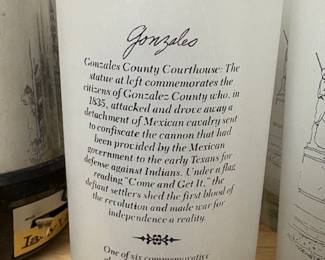 Gonzales
Gonzales County Courthouse: The
statue at left commemorates the
citizens of Gonzalez County who, in
1835, attacked and drove away a
detachment of Mexican cavalry sent
to confiscate the cannon that had
been provided by the Mexican
government to the early Texans for
defense against Indians. Under a flag
reading "Come and Get It," the
defiant settlers shed the first blood of
the revolution and made war for
independence a reality.
One of six commemorative